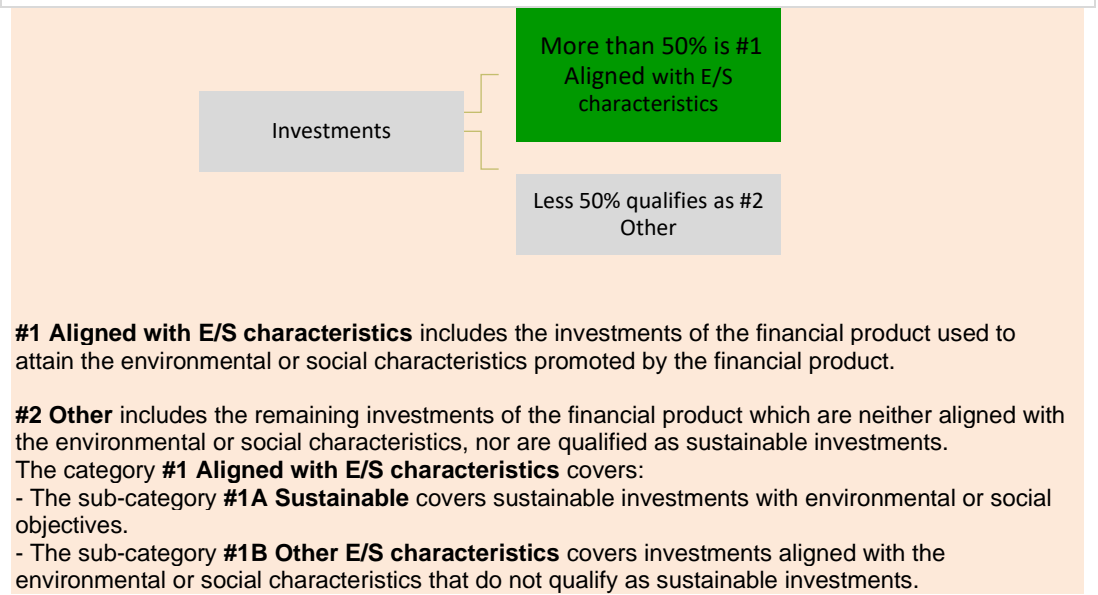 More than 50% is #1
Aligned with E/S
characteristics
Investments
Less 50% qualifies as #2
Other
#1 Aligned with E/S characteristics includes the investments of the financial product used to
attain the environmental or social characteristics promoted by the financial product.
#2 Other includes the remaining investments of the financial product which are neither aligned with
the environmental or social characteristics, nor are qualified as sustainable investments.
The category #1 Aligned with E/S characteristics covers:
- The sub-category #1A Sustainable covers sustainable investments with environmental or social
objectives.
- The sub-category #1B Other E/S characteristics covers investments aligned with the
environmental or social characteristics that do not qualify as sustainable investments.